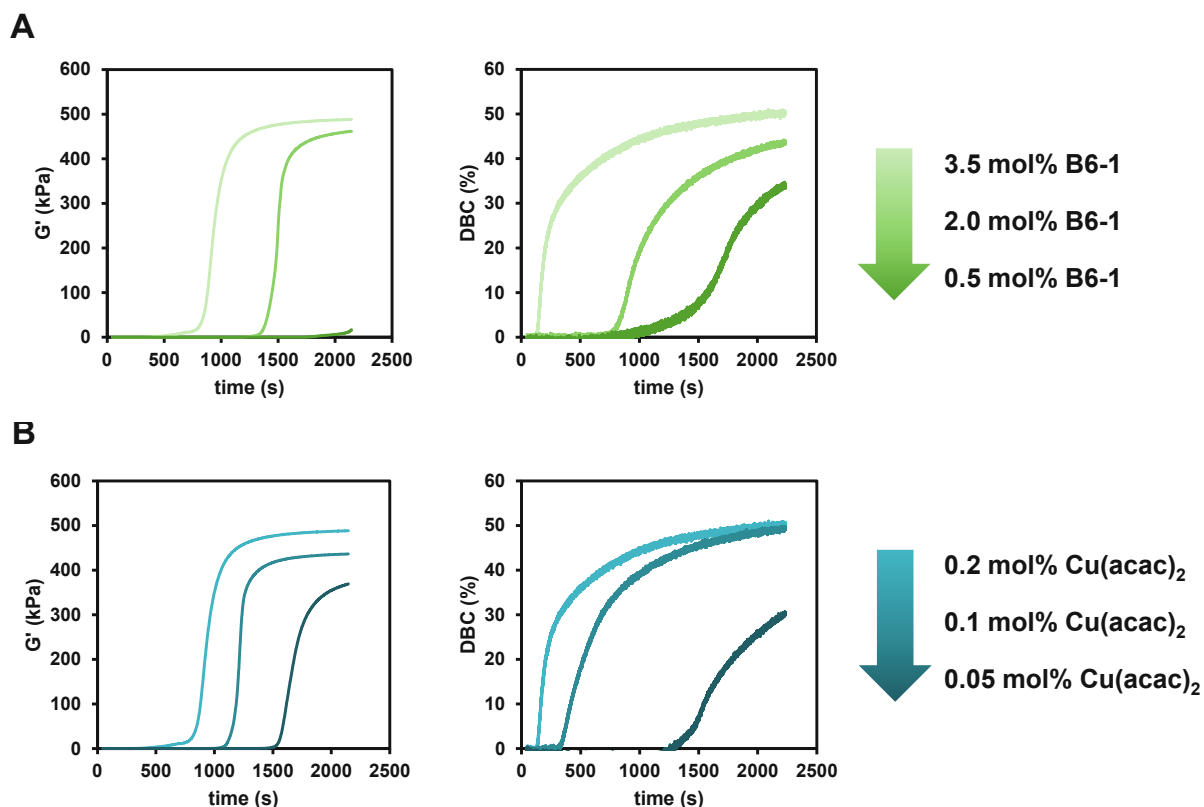 A
600
500
400
300
200
100
0
G' (kPa)
0 500 1000 1500 2000 2500
time (s)
60
50
40
30
20
10
0
DBC (%)
0 500 1000 1500 2000 2500
time (s)
3.5 mol% B6-1
2.0 mol% B6-1
0.5 mol% B6-1
B
600
500
400
300
200
100
0
G' (kPa)
0 500 1000 1500 2000 2500
time (s)
60
50
40
30
20
10
0
DBC (%)
0 500 1000 1500 2000 2500
time (s)
0.2 mol% Cu(acac)₂
0.1 mol% Cu(acac)₂
0.05 mol% Cu(acac)₂